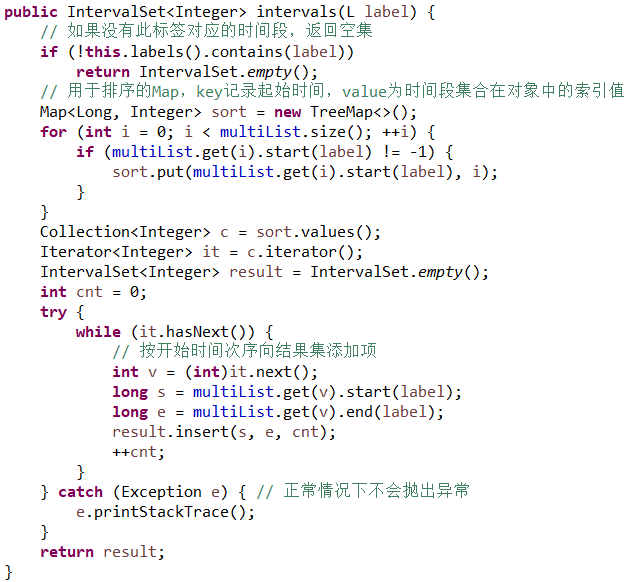 public IntervalSet<Integer> intervals(L label) {
    // 如果没有此标签对应的时间段，返回空集
    if (!this.labels().contains(label))
        return IntervalSet.empty();
    // 用于排序的Map，key记录起始时间，value为时间段集合在对象中的索引值
    Map<Long, Integer> sort = new TreeMap<>();
    for (int i = 0; i < multiList.size(); ++i) {
        if (multiList.get(i).start(label) != -1) {
            sort.put(multiList.get(i).start(label), i);
        }
    }
    Collection<Integer> c = sort.values();
    Iterator<Integer> it = c.iterator();
    IntervalSet<Integer> result = IntervalSet.empty();
    int cnt = 0;
    try {
        while (it.hasNext()) {
            // 按开始时间次序向结果集添加项
            int v = (int)it.next();
            long s = multiList.get(v).start(label);
            long e = multiList.get(v).end(label);
            result.insert(s, e, cnt);
            ++cnt;
        }
    } catch (Exception e) { // 正常情况下不会抛出异常
        e.printStackTrace();
    }
    return result;
}